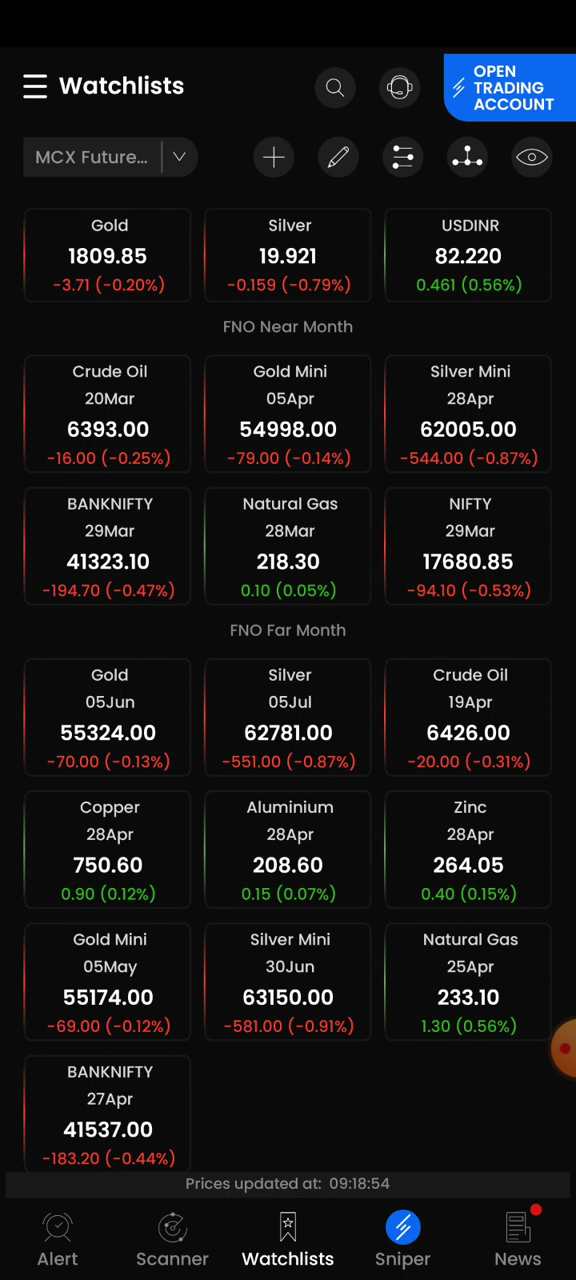 Watchlists
OPEN
TRADING
ACCOUNT
MCX Future...
Gold
1809.85
-3.71 (-0.20%)
Silver
19.921
-0.159 (-0.79%)
USDINR
82.220
0.461 (0.56%)
FNO Near Month
Crude Oil
20Mar
6393.00
-16.00 (-0.25%)
Gold Mini
05Apr
54998.00
-79.00 (-0.14%)
Silver Mini
28Apr
62005.00
-544.00 (-0.87%)
BANKNIFTY
29Mar
41323.10
-194.70 (-0.47%)
Natural Gas
28Mar
218.30
0.10 (0.05%)
NIFTY
29Mar
17680.85
-94.10 (-0.53%)
FNO Far Month
Gold
05Jun
55324.00
-70.00 (-0.13%)
Silver
05Jul
62781.00
-551.00 (-0.87%)
Crude Oil
19Apr
6426.00
-20.00 (-0.31%)
Copper
28Apr
750.60
0.90 (0.12%)
Aluminium
28Apr
208.60
0.15 (0.07%)
Zinc
28Apr
264.05
0.40 (0.15%)
Gold Mini
05May
55174.00
-69.00 (-0.12%)
Silver Mini
30Jun
63150.00
-581.00 (-0.91%)
Natural Gas
25Apr
233.10
1.30 (0.56%)
BANKNIFTY
27Apr
41537.00
-183.20 (-0.44%)
Prices updated at: 09:18:54
Alert
Scanner
Watchlists
Sniper
News